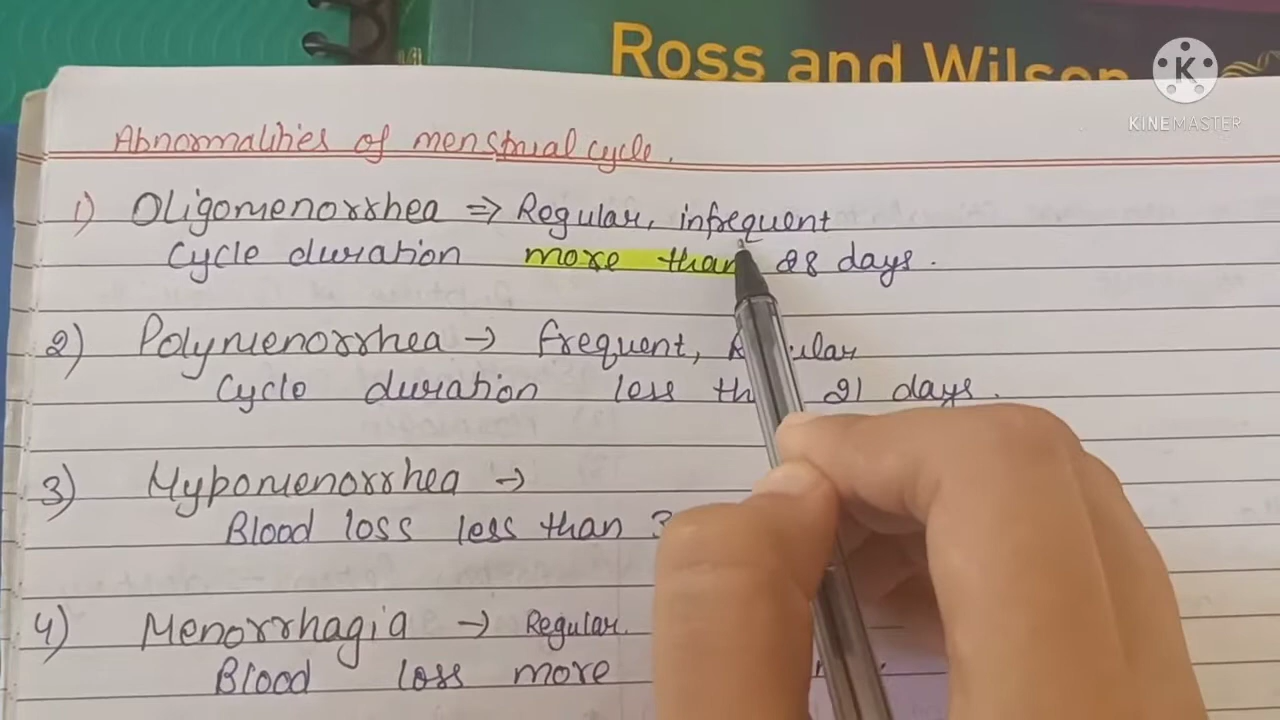 Ross and Wilson
KINEMASTER
Abnormalities of menstrual cycle.
1) Oligomenorrhea => Regular, infrequent
Cycle duration more than 28 days.
2) Polymenorrhea → frequent,
Cycle duration less 21 days.
3) Hypomenorrhea →
Blood loss less than
4) Menorrhagia → Regular.
Blood loss more